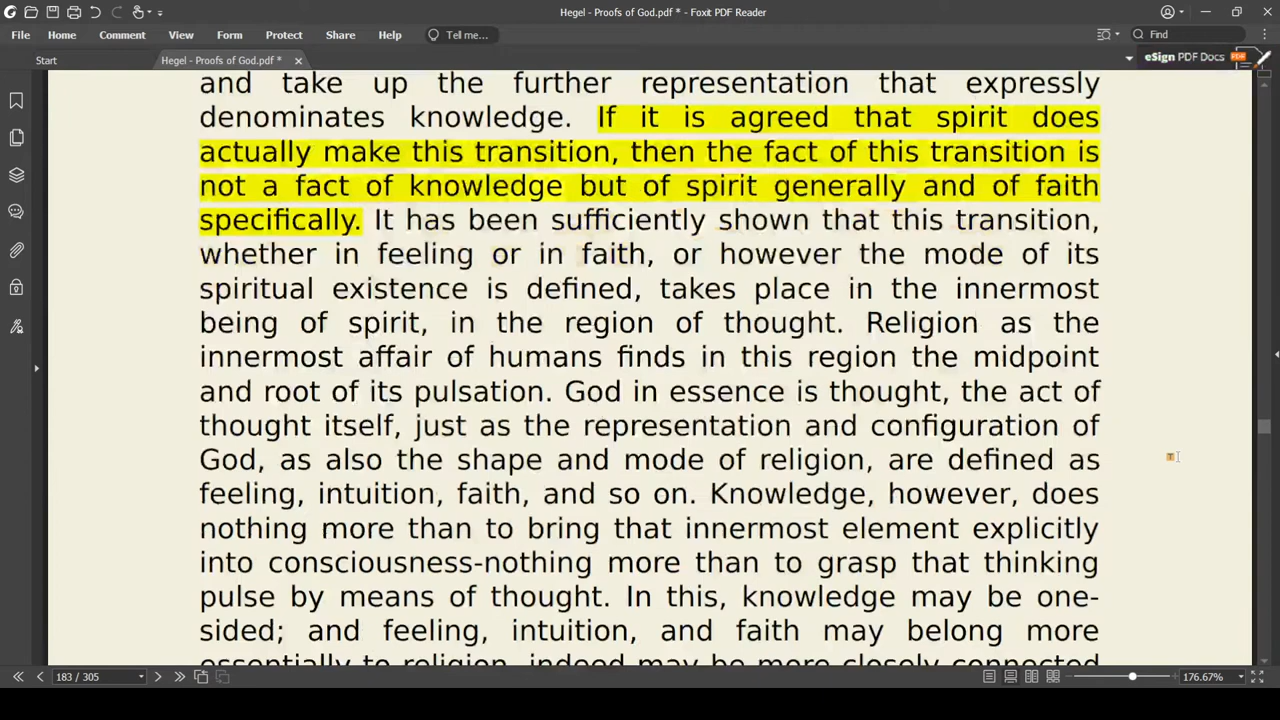 Hegel - Proofs of God.pdf * - Foxit PDF Reader
File Home Comment View Form Protect Share Help Tell me... Find
Start Hegel - Proofs of God.pdf * eSign PDF Docs PDF
and take up the further representation that expressly
denominates knowledge. If it is agreed that spirit does
actually make this transition, then the fact of this transition is
not a fact of knowledge but of spirit generally and of faith
specifically. It has been sufficiently shown that this transition,
whether in feeling or in faith, or however the mode of its
spiritual existence is defined, takes place in the innermost
being of spirit, in the region of thought. Religion as the
innermost affair of humans finds in this region the midpoint
and root of its pulsation. God in essence is thought, the act of
thought itself, just as the representation and configuration of
God, as also the shape and mode of religion, are defined as
feeling, intuition, faith, and so on. Knowledge, however, does
nothing more than to bring that innermost element explicitly
into consciousness-nothing more than to grasp that thinking
pulse by means of thought. In this, knowledge may be one-
sided; and feeling, intuition, and faith may belong more
essentially to religion, indeed may be more closely connected
183 / 305 176.67%